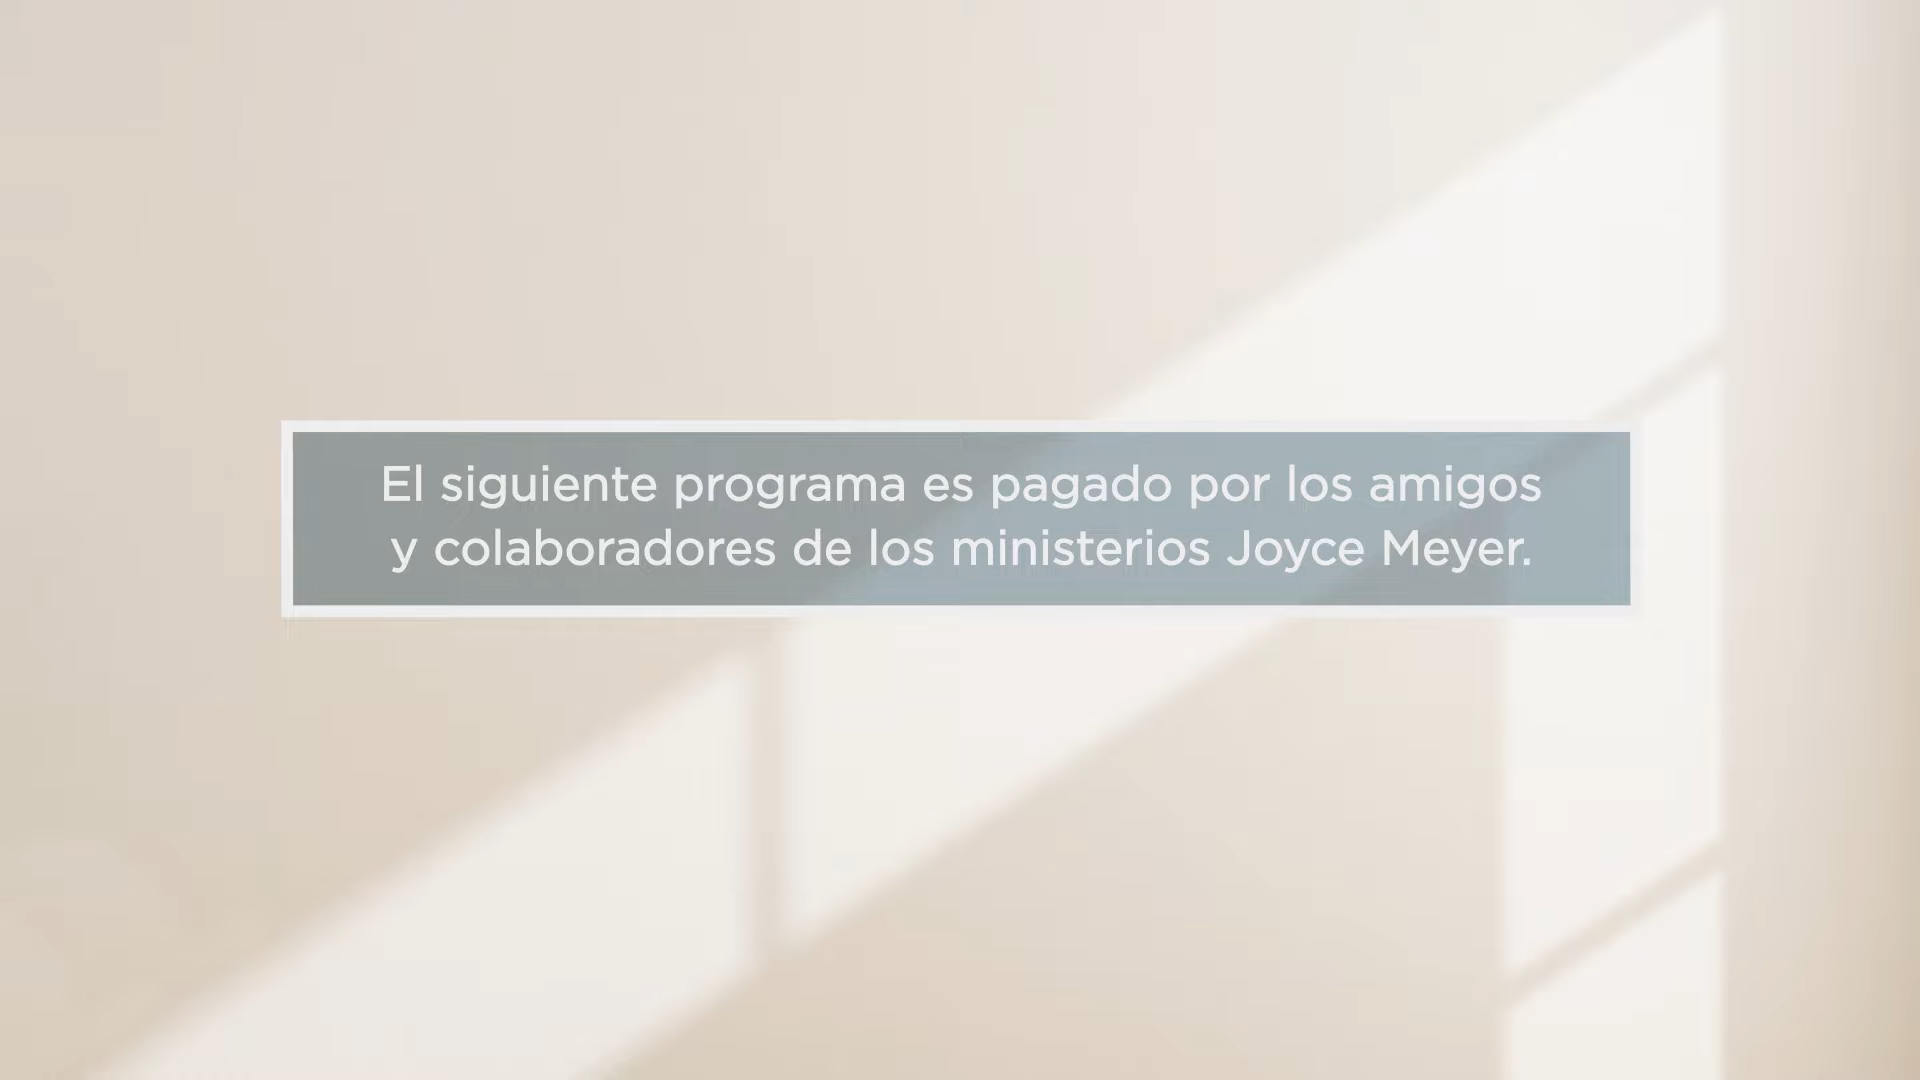 El siguiente programa es pagado por los amigos
y colaboradores de los ministerios Joyce Meyer.